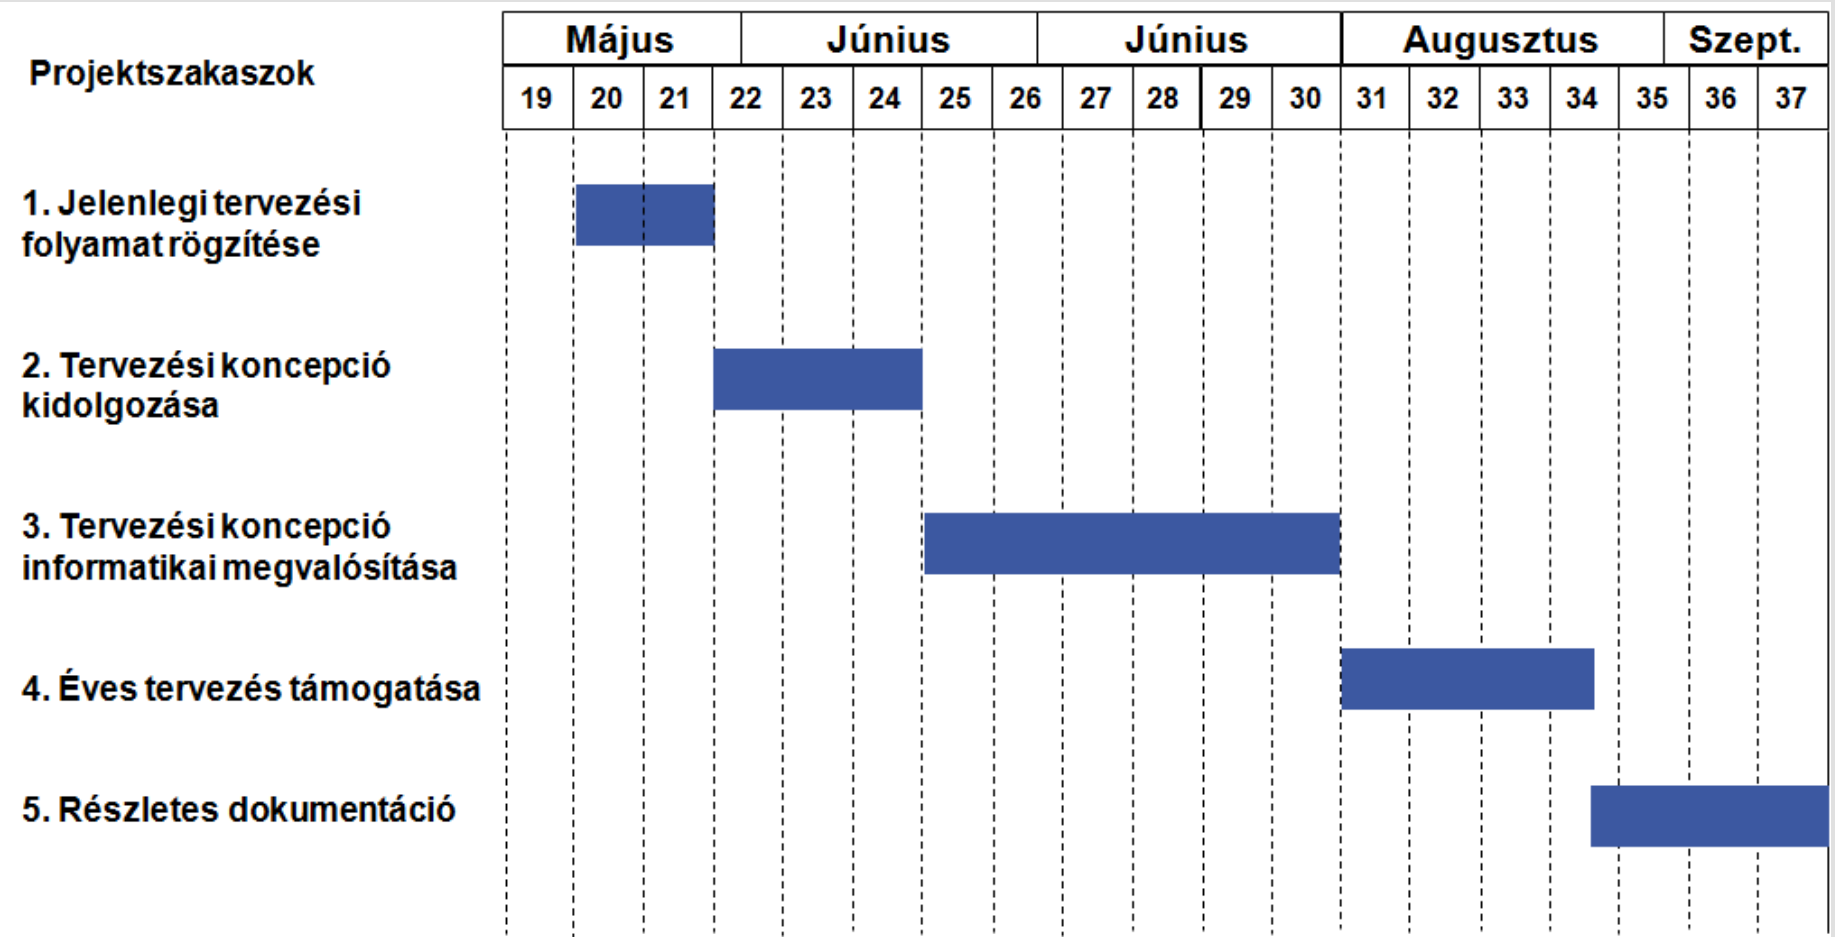 Projektszakaszok
Május Június Június Augusztus Szept.
19 20 21 22 23 24 25 26 27 28 29 30 31 32 33 34 35 36 37
1. Jelenlegi tervezési
folyamat rögzítése
2. Tervezési koncepció
kidolgozása
3. Tervezési koncepció
informatikai megvalósítása
4. Éves tervezés támogatása
5. Részletes dokumentáció